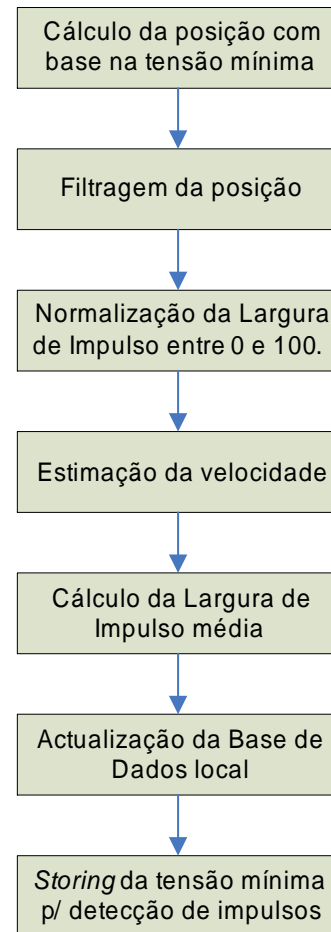 Cálculo da posição com
base na tensão mínima
Filtragem da posição
Normalização da Largura
de Impulso entre 0 e 100.
Estimação da velocidade
Cálculo da Largura de
Impulso média
Actualização da Base de
Dados local
Storing da tensão mínima
p/ detecção de impulsos